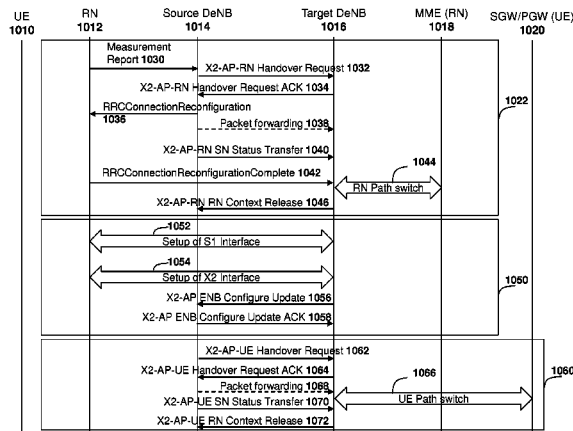 UE
1010
RN
1012
Source DeNB
1014
Target DeNB
1016
MME (RN)
1018
SGW/PGW (UE)
1020
Measurement
Report 1030
X2-AP-RN Handover Request 1032
X2-AP-RN Handover Request ACK 1034
RRCConnectionReconfiguration
1036
Packet forwarding 1038
X2-AP-RN SN Status Transfer 1040
RRCConnectionReconfigurationComplete 1042
1044
RN Path switch
X2-AP-RN RN Context Release 1046
1022
1052
Setup of S1 Interface
1054
Setup of X2 Interface
X2-AP ENB Configure Update 1056
X2-AP ENB Configure Update ACK 1058
1050
X2-AP-UE Handover Request 1062
X2-AP-UE Handover Request ACK 1064
Packet forwarding 1068
1066
1060
X2-AP-UE SN Status Transfer 1070
UE Path switch
X2-AP-UE RN Context Release 1072